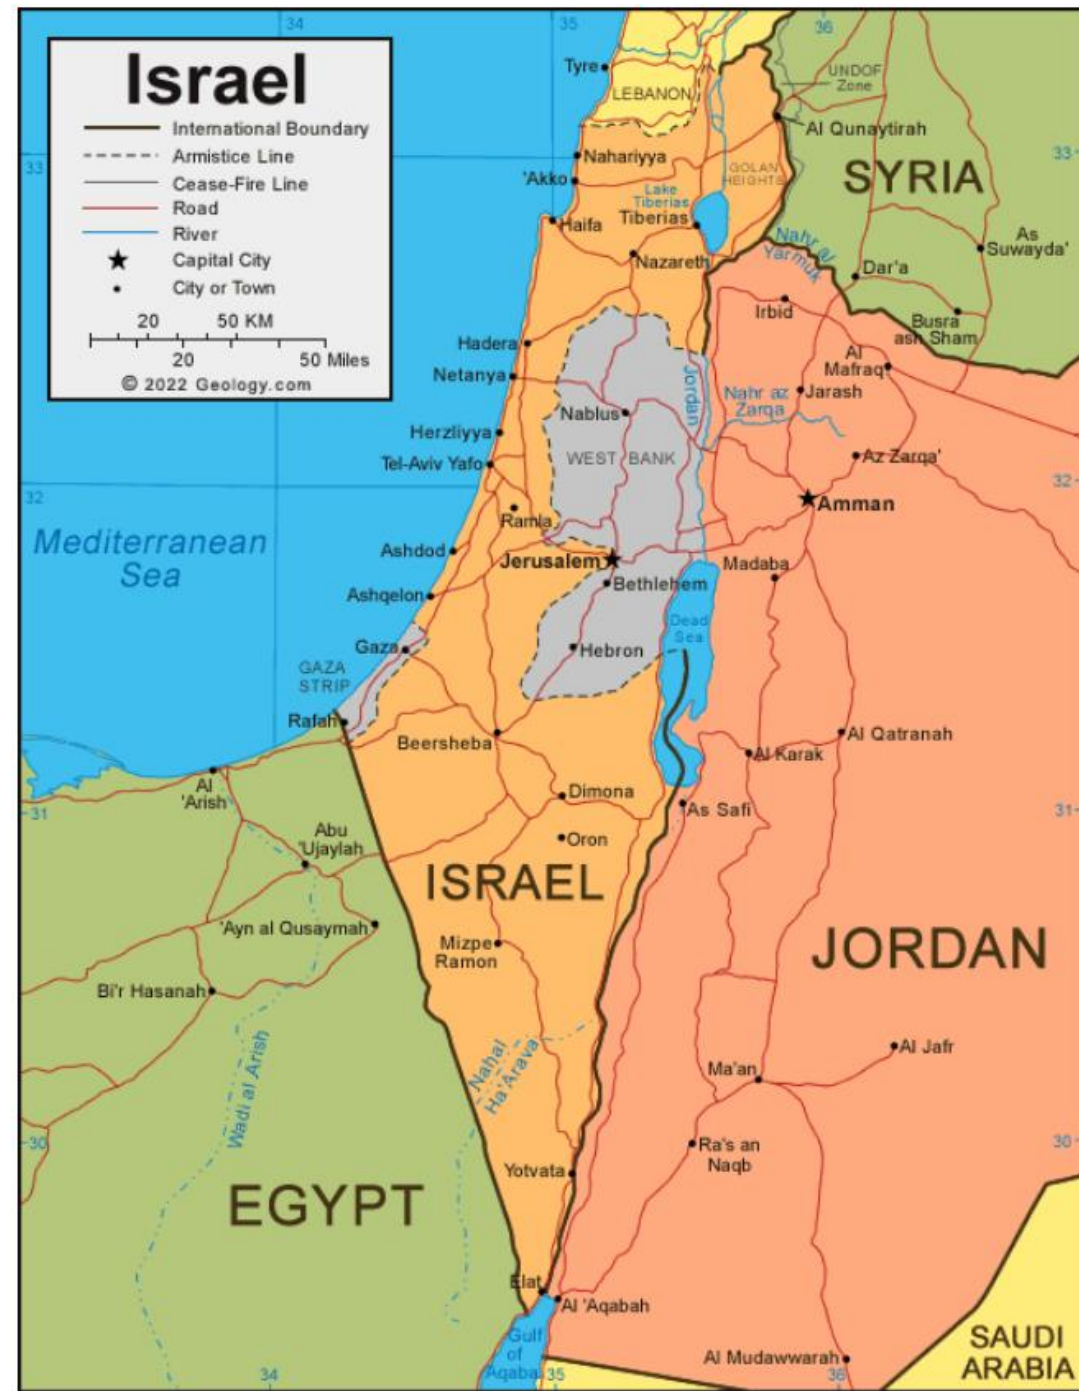 Israel
International Boundary
Armistice Line
Cease-Fire Line
Road
River
Capital City
City or Town
20 50 KM
20 50 Miles
© 2022 Geology.com
34
35
36
Tyre
LEBANON
UNDOF
Zone
Al Qunaytirah
33
33
Nahariyya
'Akko
GOLAN
HEIGHTS
SYRIA
Lake
Tiberias
Tiberias
Haifa
Nazareth
Nahr al
Yarmuk
As
Suwayda'
Dar'a
Irbid
Busra
ash Sham
Hadera
Al
Mafraq
Netanya
Jordan
Nahr az
Zarqa
Jarash
Nablus
Herzliyya
Tel-Aviv Yafo
WEST BANK
Az Zarqa'
32
32
Amman
Ramla
Mediterranean
Sea
Ashdod
Jerusalem
Madaba
Bethlehem
Ashqelon
Dead
Sea
Gaza
Hebron
GAZA
STRIP
Rafah
Beersheba
Al Qatranah
Al Karak
Al
'Arish
Dimona
As Safi
31
31
Abu
'Ujaylah
Oron
ISRAEL
'Ayn al Qusaymah
Mizpe
Ramon
JORDAN
Bi'r Hasanah
Wadi al Arish
Nahal
Ha'Arava
Al Jafr
Ma'an
30
30
Ra's an
Naqb
Yotvata
EGYPT
Elat
Al 'Aqabah
Gulf
of
Aqaba
SAUDI
ARABIA
Al Mudawwarah
34
35
36